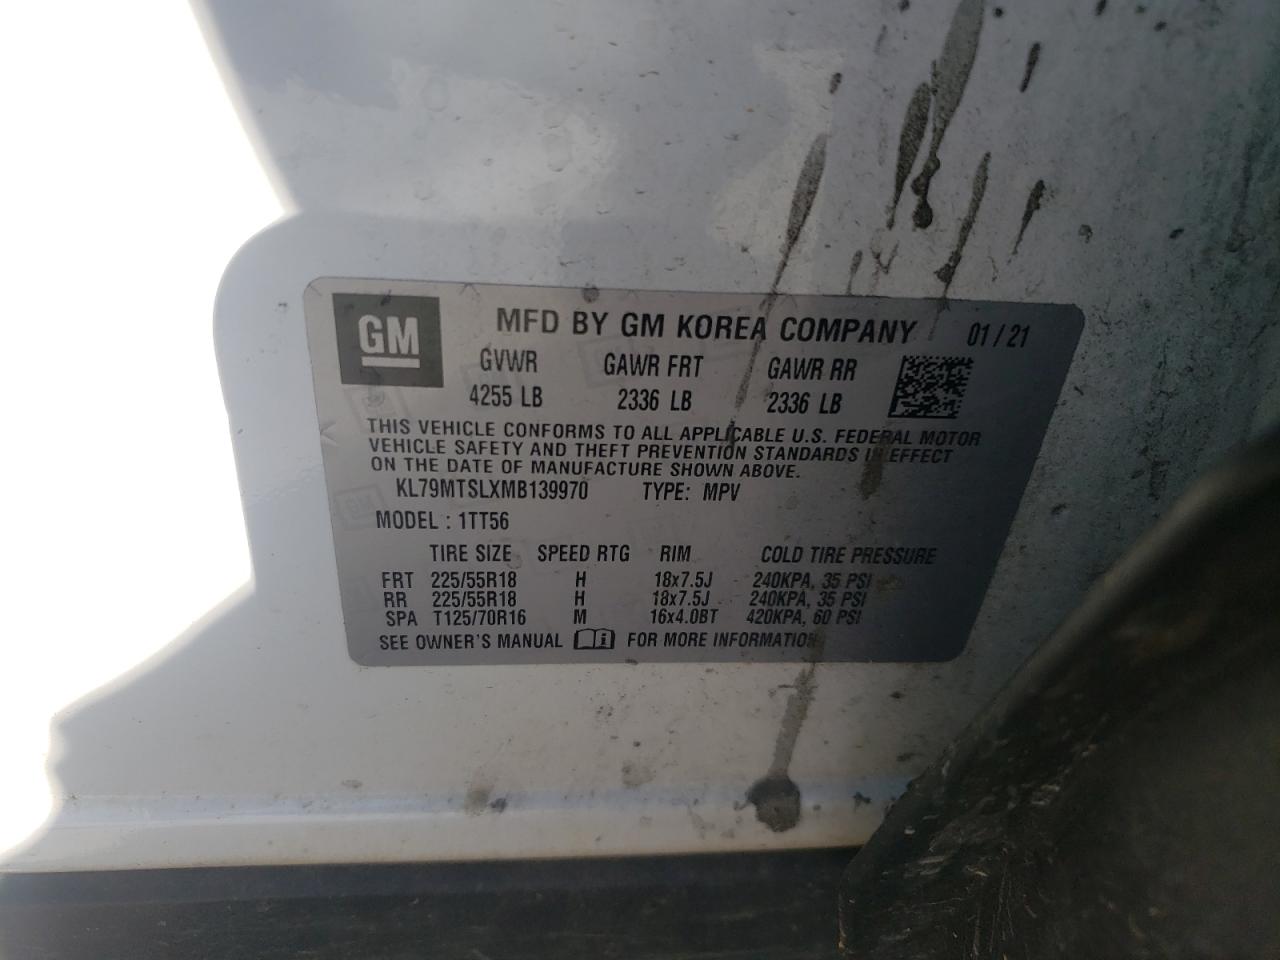 GM MFD BY GM KOREA COMPANY 01/21
GVWR GAWR FRT GAWR RR
4255 LB 2336 LB 2336 LB
THIS VEHICLE CONFORMS TO ALL APPLICABLE U.S. FEDERAL MOTOR
VEHICLE SAFETY AND THEFT PREVENTION STANDARDS IN EFFECT
ON THE DATE OF MANUFACTURE SHOWN ABOVE.
KL79MTSLXMB139970 TYPE: MPV
MODEL : 1TT56
TIRE SIZE SPEED RTG RIM COLD TIRE PRESSURE
FRT 225/55R18 H 18x7.5J 240KPA, 35 PSI
RR 225/55R18 H 18x7.5J 240KPA, 35 PSI
SPA T125/70R16 M 16x4.0BT 420KPA, 60 PSI
SEE OWNER'S MANUAL FOR MORE INFORMATION